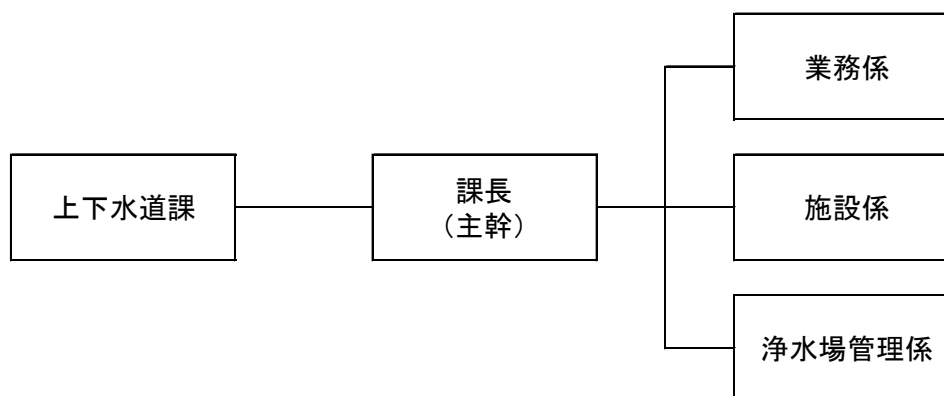 上下水道課
課長
（主幹）
業務係
施設係
浄水場管理係